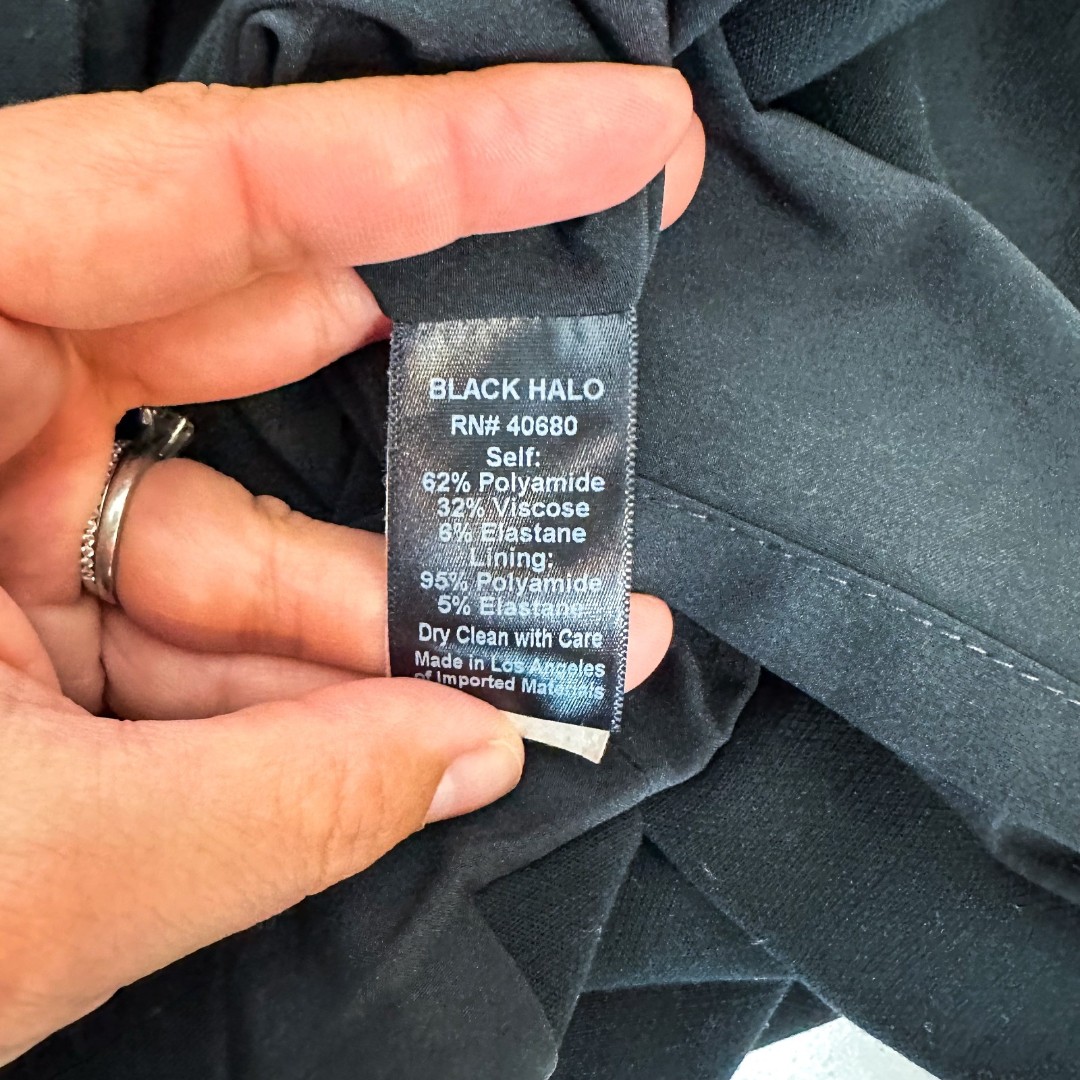 BLACK HALO
RN# 40680
Self:
62% Polyamide
32% Viscose
6% Elastane
Lining:
95% Polyamide
5% Elastane
Dry Clean with Care
Made in Los Angeles
of Imported Materials